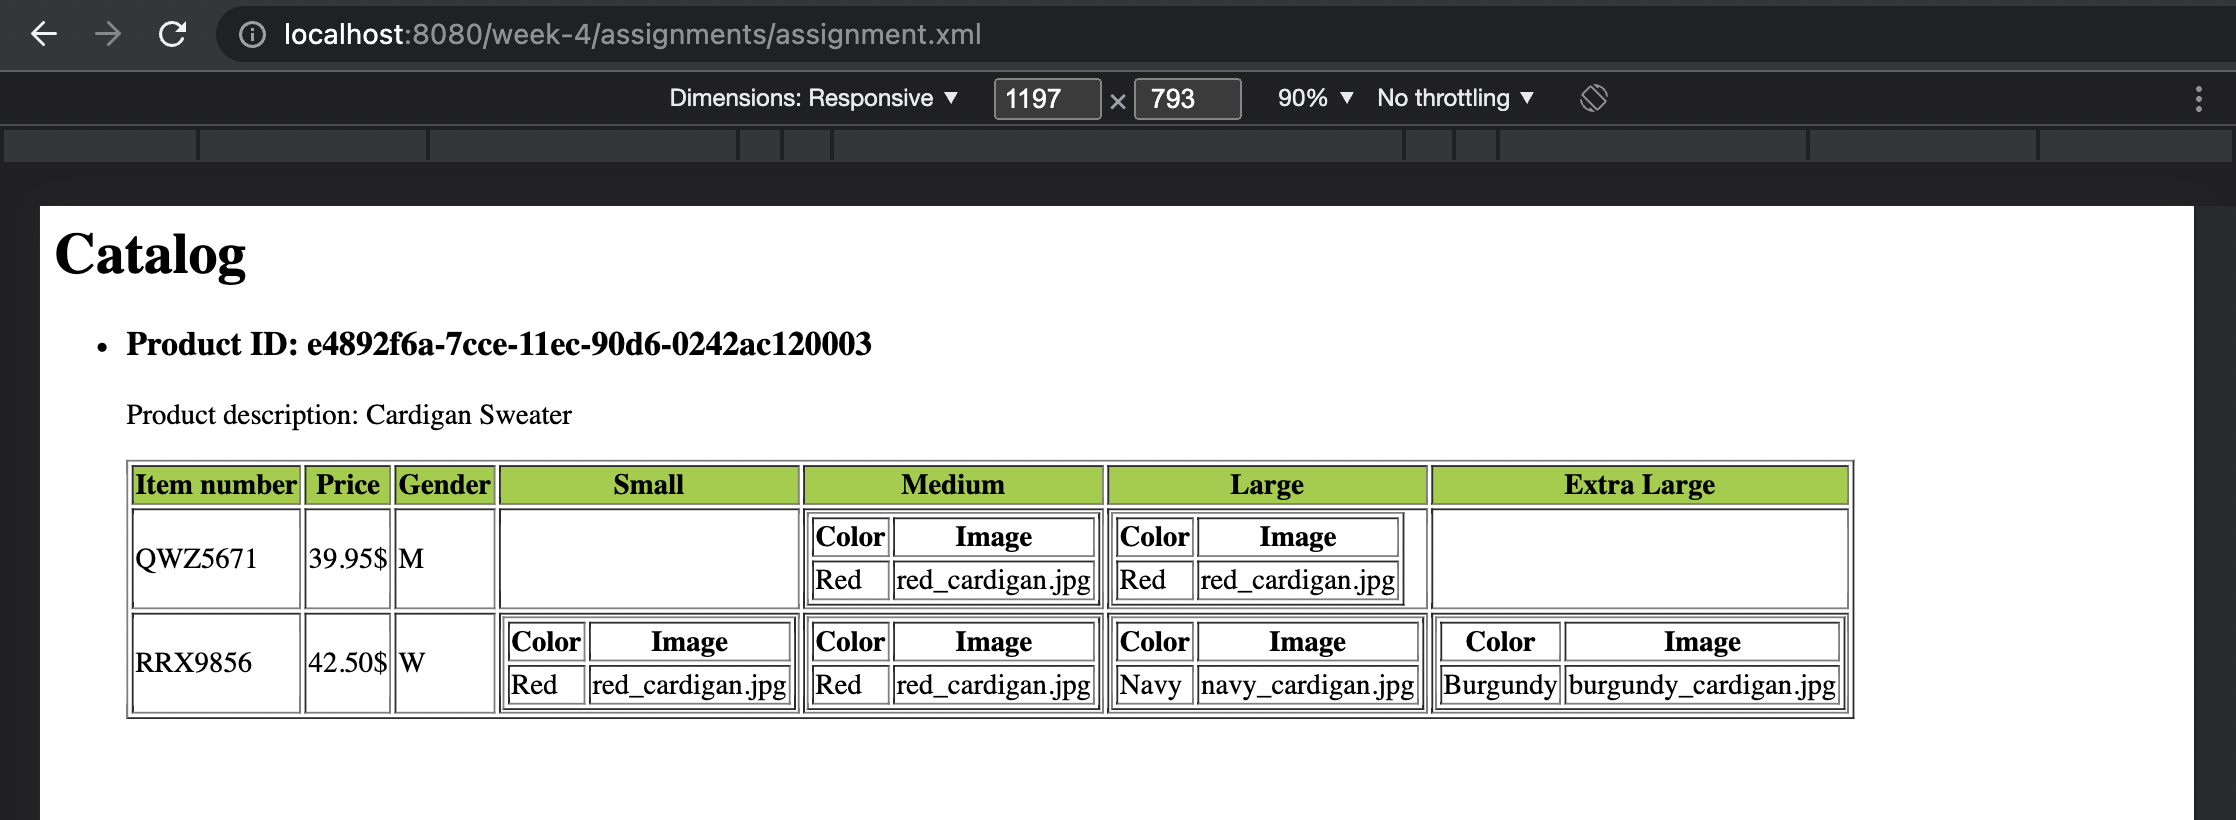 localhost:8080/week-4/assignments/assignment.xml
Dimensions: Responsive ▼ 1197 × 793 90% ▼ No throttling ▼
Catalog
• Product ID: e4892f6a-7cce-11ec-90d6-0242ac120003
Product description: Cardigan Sweater
Item number Price Gender Small Medium Large Extra Large
Color Image Color Image
QWZ5671 39.95$ M
Red red_cardigan.jpg Red red_cardigan.jpg
Color Image Color Image Color Image Color Image
RRX9856 42.50$ W
Red red_cardigan.jpg Red red_cardigan.jpg Navy navy_cardigan.jpg Burgundy burgundy_cardigan.jpg